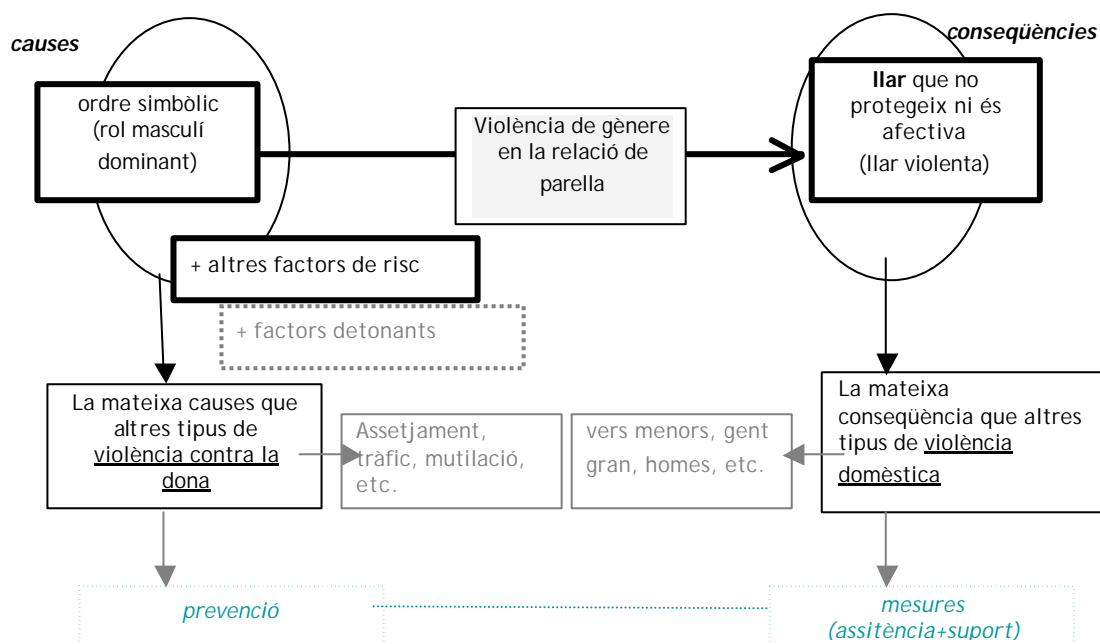 causes
conseqüències
ordre simbòlic
(rol masculí
dominant)
Violència de gènere
en la relació de
parella
llar que no
protegeix ni és
afectiva
(llar violenta)
+ altres factors de risc
+ factors detonants
La mateixa causes que
altres tipus de
violència contra la
dona
Assetjament,
tràfic, mutilació,
etc.
vers menors, gent
gran, homes, etc.
La mateixa
conseqüència que altres
tipus de violència
domèstica
prevenció
mesures
(assitència+suport)